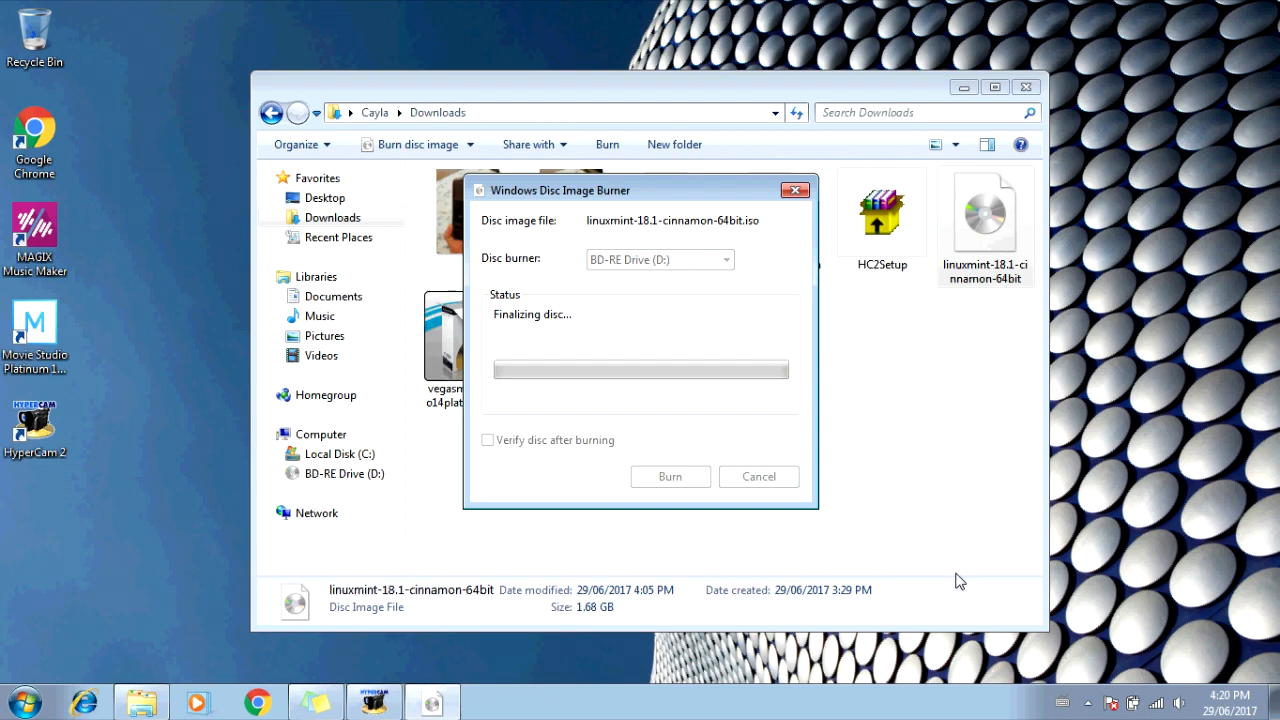 Recycle Bin
Google
Chrome
MAGIX
Music Maker
M
Movie Studio
Platinum 1...
HYPERCAM
HyperCam 2
Cayla
Downloads
Search Downloads
Organize
Burn disc image
Share with
Burn
New folder
Favorites
Desktop
Downloads
Recent Places
Libraries
Documents
Music
Pictures
Videos
Homegroup
Computer
Local Disk (C:)
BD-RE Drive (D:)
Network
HC2Setup
linuxmint-18.1-ci
nnamon-64bit
vegasm
o14plat
Windows Disc Image Burner
Disc image file: linuxmint-18.1-cinnamon-64bit.iso
Disc burner: BD-RE Drive (D:)
Status
Finalizing disc...
Verify disc after burning
Burn
Cancel
linuxmint-18.1-cinnamon-64bit Date modified: 29/06/2017 4:05 PM Date created: 29/06/2017 3:29 PM
Disc Image File Size: 1.68 GB
HYPERCAM
4:20 PM
29/06/2017